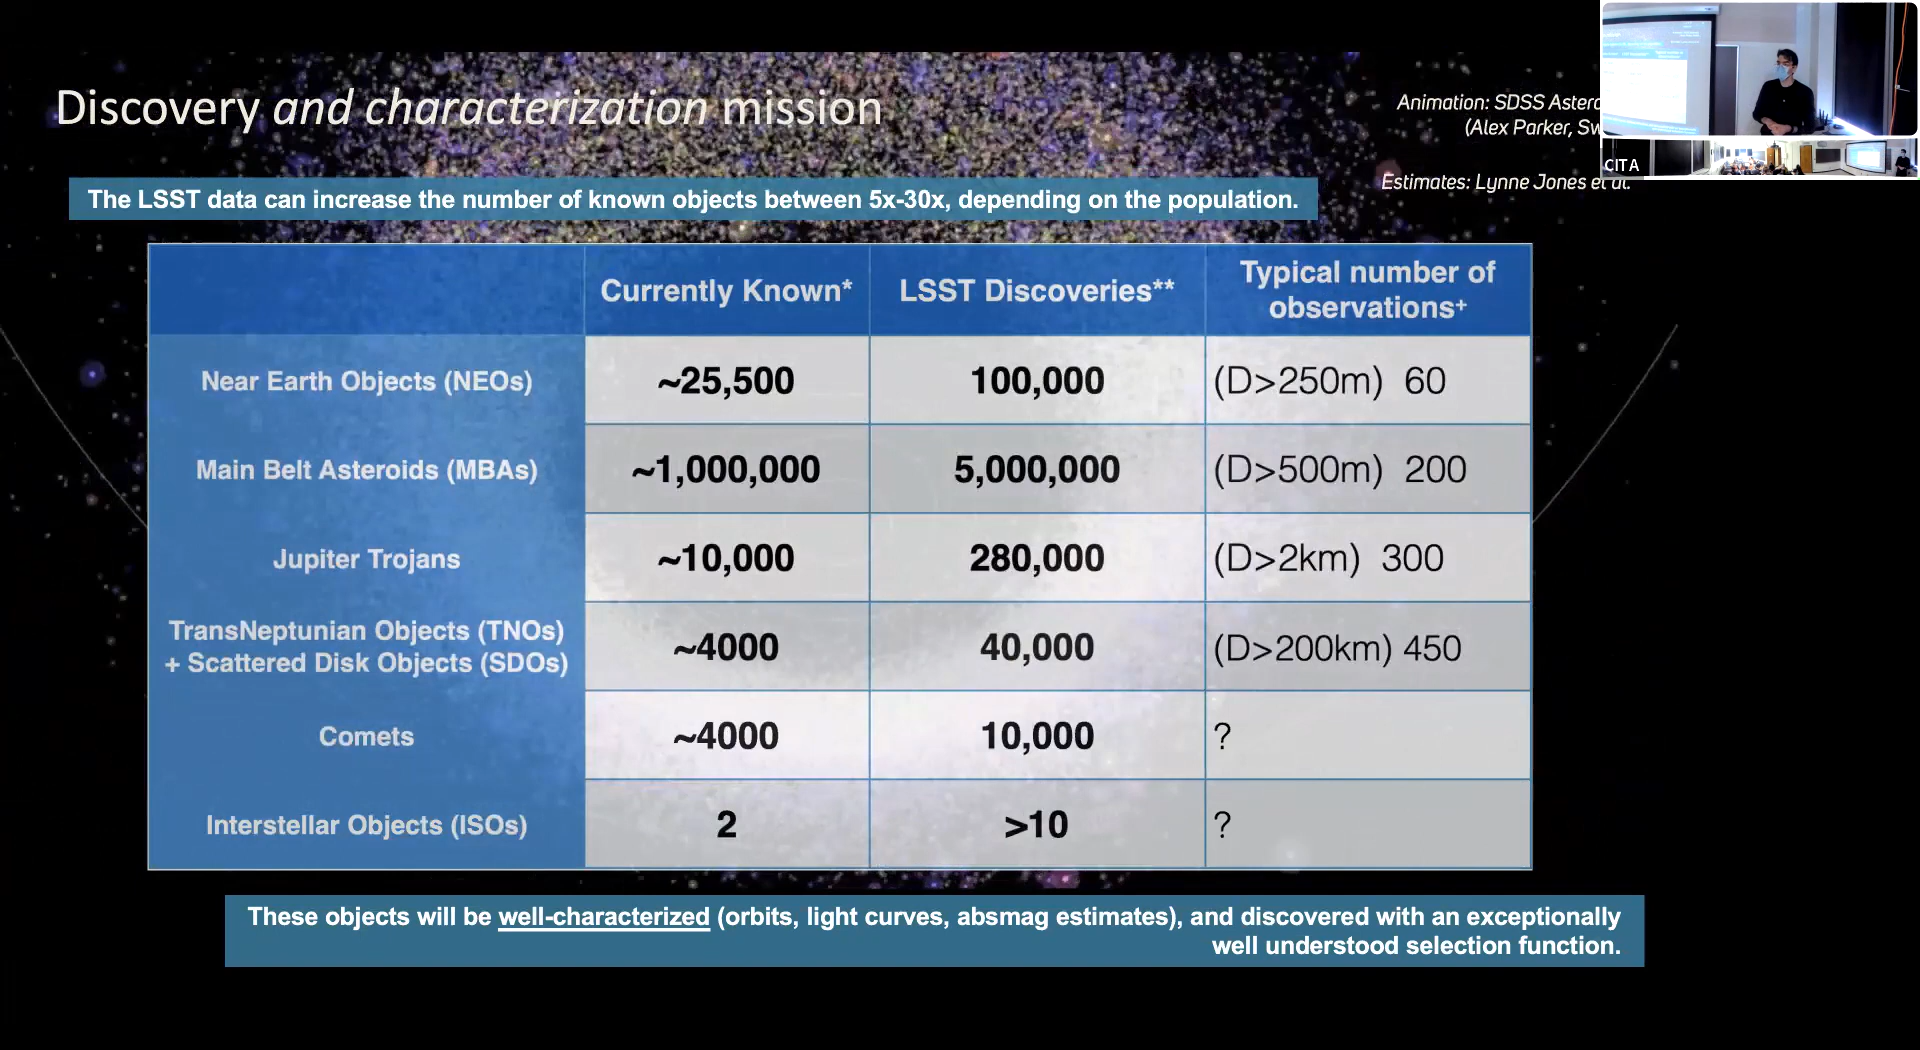 Discovery and characterization mission
Animation: SDSS
(Alex Parker,
CITA
Estimates: Lynne Jones et al.
The LSST data can increase the number of known objects between 5x-30x, depending on the population.
Currently Known* LSST Discoveries** Typical number of
observations+
Near Earth Objects (NEOs) ~25,500 100,000 (D>250m) 60
Main Belt Asteroids (MBAs) ~1,000,000 5,000,000 (D>500m) 200
Jupiter Trojans ~10,000 280,000 (D>2km) 300
TransNeptunian Objects (TNOs)
+ Scattered Disk Objects (SDOs) ~4000 40,000 (D>200km) 450
Comets ~4000 10,000 ?
Interstellar Objects (ISOs) 2 >10 ?
These objects will be well-characterized (orbits, light curves, absmag estimates), and discovered with an exceptionally
well understood selection function.